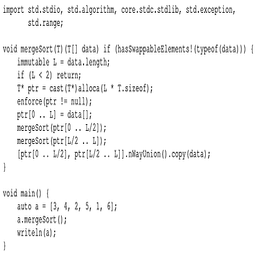 import std.stdio, std.algorithm, core.stdc.stdlib, std.exception,
       std.range;

void mergeSort(T)(T[] data) if (hasSwappableElements!(typeof(data))) {
    immutable L = data.length;
    if (L < 2) return;
    T* ptr = cast(T*)alloca(L * T.sizeof);
    enforce(ptr != null);
    ptr[0 .. L] = data[];
    mergeSort(ptr[0 .. L/2]);
    mergeSort(ptr[L/2 .. L]);
    [ptr[0 .. L/2], ptr[L/2 .. L]].nWayUnion().copy(data);
}

void main() {
    auto a = [3, 4, 2, 5, 1, 6];
    a.mergeSort();
    writeln(a);
}